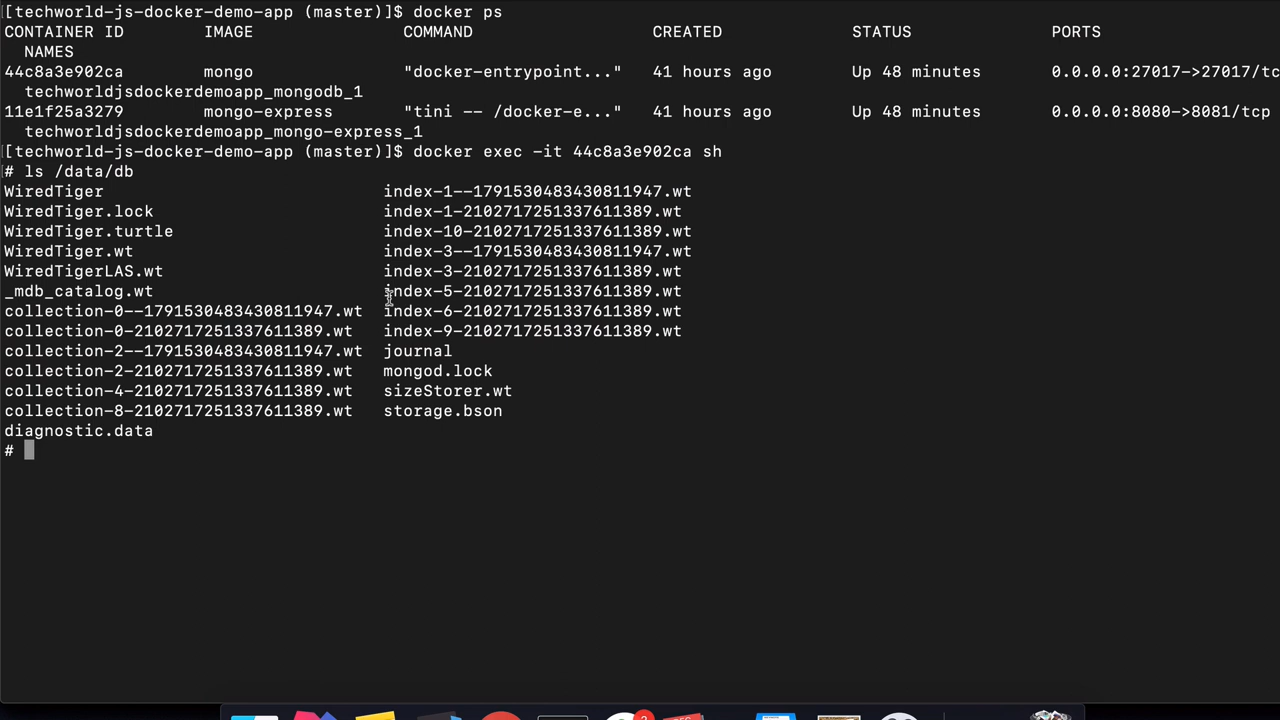 [techworld-js-docker-demo-app (master)]$ docker ps
CONTAINER ID        IMAGE               COMMAND                  CREATED             STATUS              PORTS
  NAMES
44c8a3e902ca        mongo               "docker-entrypoint..."   41 hours ago        Up 48 minutes       0.0.0.0:27017->27017/tc
  techworldjsdockerdemoapp_mongodb_1
11e1f25a3279        mongo-express       "tini -- /docker-e..."   41 hours ago        Up 48 minutes       0.0.0.0:8080->8081/tcp
  techworldjsdockerdemoapp_mongo-express_1
[techworld-js-docker-demo-app (master)]$ docker exec -it 44c8a3e902ca sh
# ls /data/db
WiredTiger                            index-1--1791530483430811947.wt
WiredTiger.lock                       index-1-2102717251337611389.wt
WiredTiger.turtle                     index-10-2102717251337611389.wt
WiredTiger.wt                         index-3--1791530483430811947.wt
WiredTigerLAS.wt                      index-3-2102717251337611389.wt
_mdb_catalog.wt                       index-5-2102717251337611389.wt
collection-0--1791530483430811947.wt  index-6-2102717251337611389.wt
collection-0-2102717251337611389.wt   index-9-2102717251337611389.wt
collection-2--1791530483430811947.wt  journal
collection-2-2102717251337611389.wt   mongod.lock
collection-4-2102717251337611389.wt   sizeStorer.wt
collection-8-2102717251337611389.wt   storage.bson
diagnostic.data
#